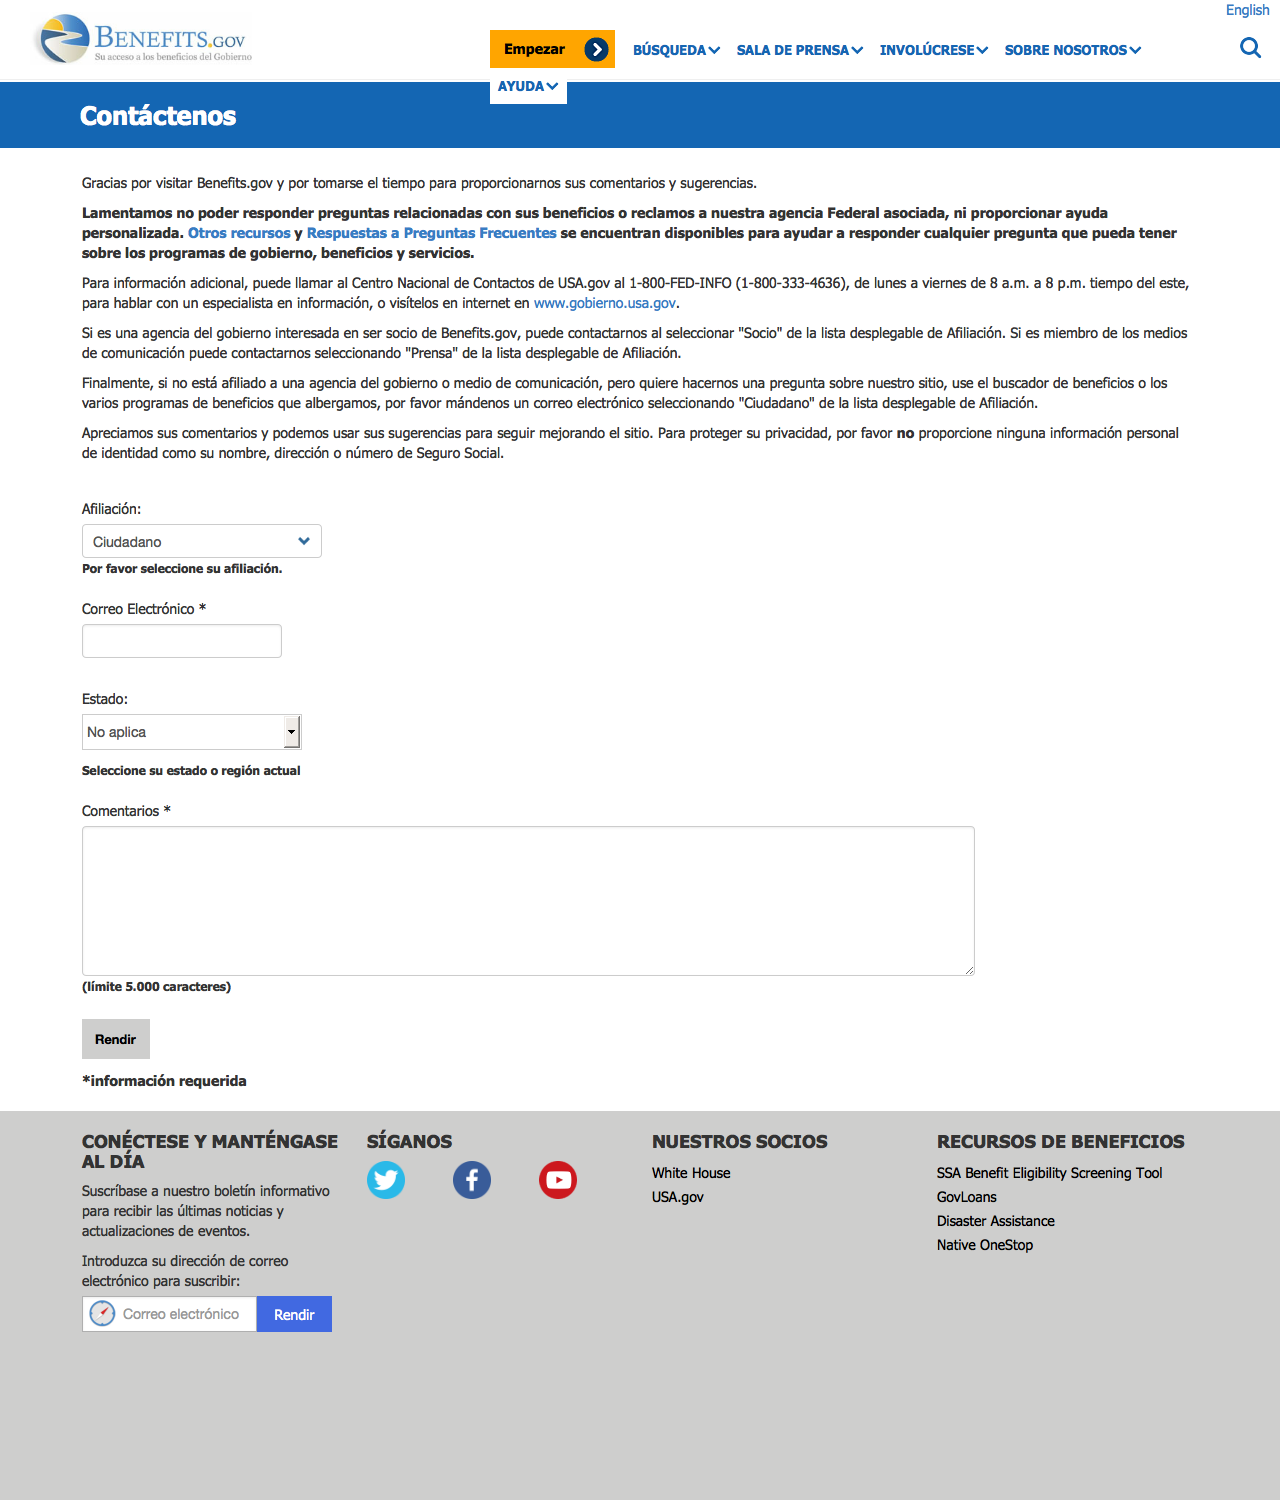 English
BENEFITS.GOV
Su acceso a los beneficios del Gobierno
Empezar
BÚSQUEDA
SALA DE PRENSA
INVOLÚCRESE
SOBRE NOSOTROS
AYUDA
Contáctenos
Gracias por visitar Benefits.gov y por tomarse el tiempo para proporcionarnos sus comentarios y sugerencias.
Lamentamos no poder responder preguntas relacionadas con sus beneficios o reclamos a nuestra agencia Federal asociada, ni proporcionar ayuda
personalizada. Otros recursos y Respuestas a Preguntas Frecuentes se encuentran disponibles para ayudar a responder cualquier pregunta que pueda tener
sobre los programas de gobierno, beneficios y servicios.
Para información adicional, puede llamar al Centro Nacional de Contactos de USA.gov al 1-800-FED-INFO (1-800-333-4636), de lunes a viernes de 8 a.m. a 8 p.m. tiempo del este,
para hablar con un especialista en información, o visítelos en internet en www.gobierno.usa.gov.
Si es una agencia del gobierno interesada en ser socio de Benefits.gov, puede contactarnos al seleccionar "Socio" de la lista desplegable de Afiliación. Si es miembro de los medios
de comunicación puede contactarnos seleccionando "Prensa" de la lista desplegable de Afiliación.
Finalmente, si no está afiliado a una agencia del gobierno o medio de comunicación, pero quiere hacernos una pregunta sobre nuestro sitio, use el buscador de beneficios o los
varios programas de beneficios que albergamos, por favor mándenos un correo electrónico seleccionando "Ciudadano" de la lista desplegable de Afiliación.
Apreciamos sus comentarios y podemos usar sus sugerencias para seguir mejorando el sitio. Para proteger su privacidad, por favor no proporcione ninguna información personal
de identidad como su nombre, dirección o número de Seguro Social.
Afiliación:
Ciudadano
Por favor seleccione su afiliación.
Correo Electrónico *
Estado:
No aplica
Seleccione su estado o región actual
Comentarios *
(límite 5.000 caracteres)
Rendir
*información requerida
CONÉCTESE Y MANTÉNGASE
AL DÍA
Suscríbase a nuestro boletín informativo
para recibir las últimas noticias y
actualizaciones de eventos.
Introduzca su dirección de correo
electrónico para suscribir:
Correo electrónico
Rendir
SÍGANOS
NUESTROS SOCIOS
White House
USA.gov
RECURSOS DE BENEFICIOS
SSA Benefit Eligibility Screening Tool
GovLoans
Disaster Assistance
Native OneStop